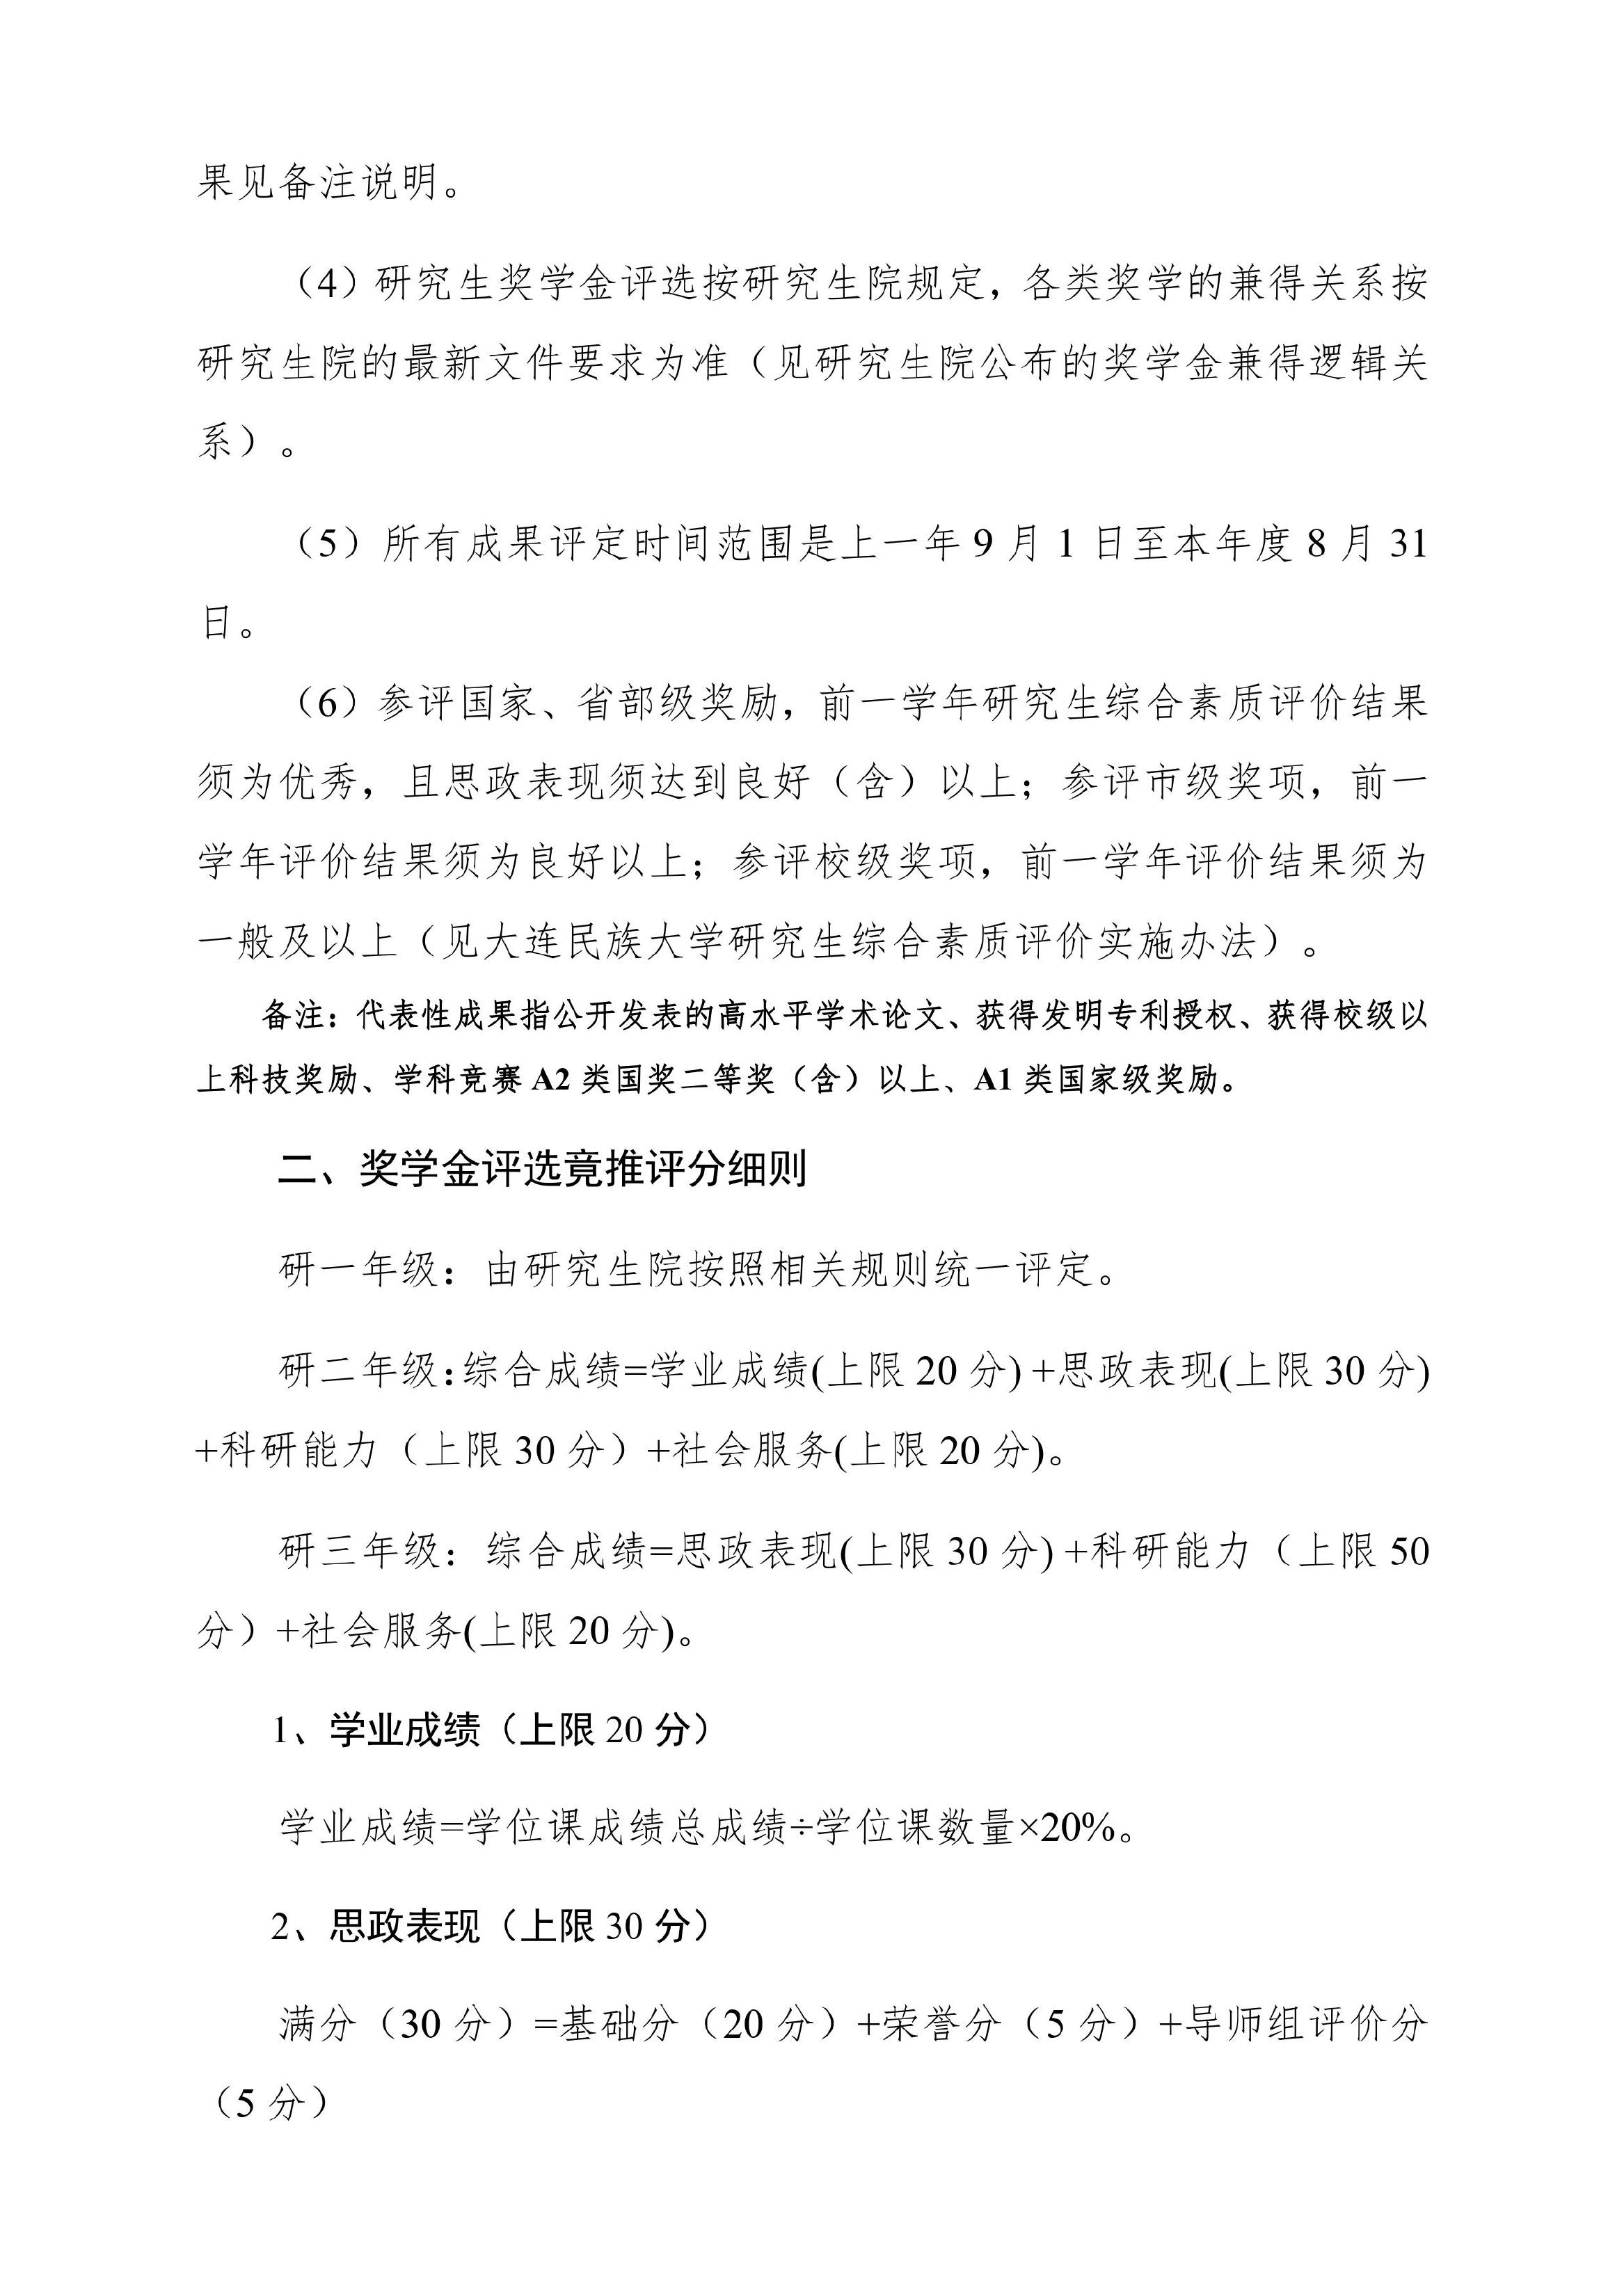 果见备注说明。
（4）研究生奖学金评选按研究生院规定，各类奖学的兼得关系按
研究生院的最新文件要求为准（见研究生院公布的奖学金兼得逻辑关
系）。
（5）所有成果评定时间范围是上一年 9 月 1 日至本年度 8 月 31
日。
（6）参评国家、省部级奖励，前一学年研究生综合素质评价结果
须为优秀，且思政表现须达到良好（含）以上；参评市级奖项，前一
学年评价结果须为良好以上；参评校级奖项，前一学年评价结果须为
一般及以上（见大连民族大学研究生综合素质评价实施办法）。
备注：代表性成果指公开发表的高水平学术论文、获得发明专利授权、获得校级以
上科技奖励、学科竞赛 A2 类国奖二等奖（含）以上、A1 类国家级奖励。
二、奖学金评选竟推评分细则
研一年级：由研究生院按照相关规则统一评定。
研二年级：综合成绩=学业成绩(上限 20 分) +思政表现(上限 30 分)
+科研能力（上限 30 分）+社会服务(上限 20 分)。
研三年级：综合成绩=思政表现(上限 30 分) +科研能力（上限 50
分）+社会服务(上限 20 分)。
1、学业成绩（上限 20 分）
学业成绩=学位课成绩总成绩÷学位课数量×20%。
2、思政表现（上限 30 分）
满分（30 分）=基础分（20 分）+荣誉分（5 分）+导师组评价分
（5 分）